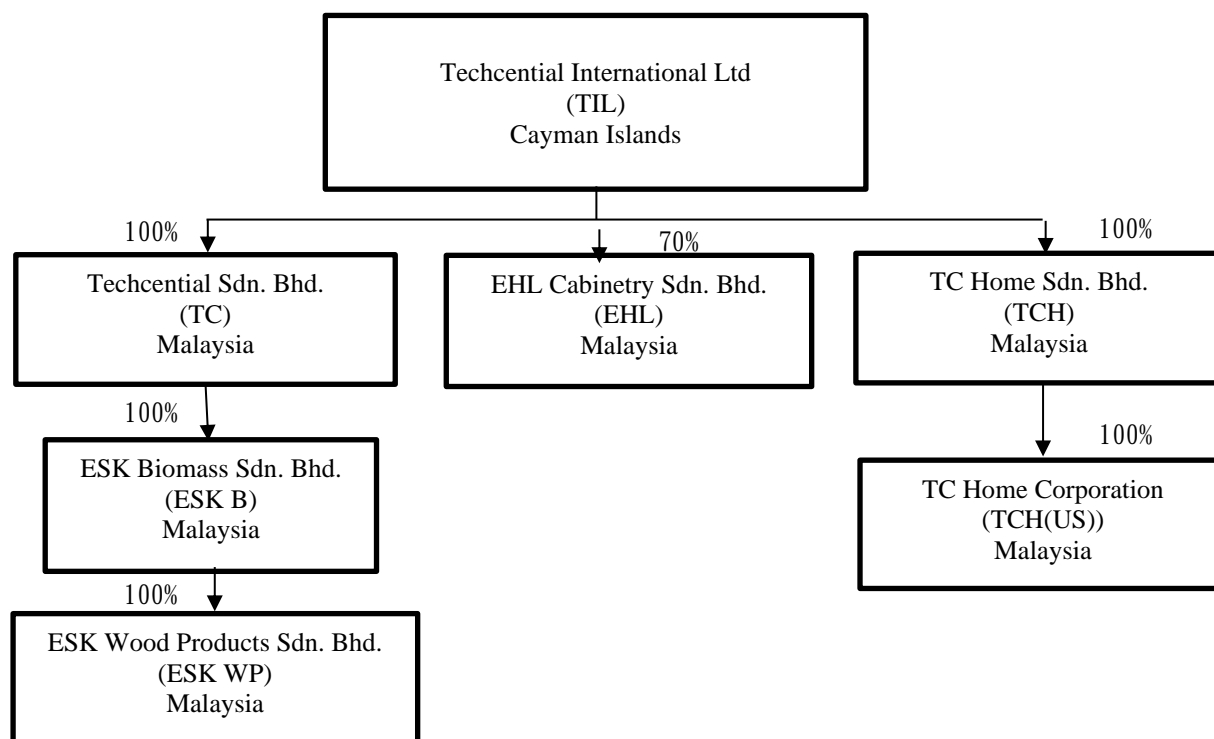 Techcential International Ltd
(TIL)
Cayman Islands
100%
70%
100%
Techcential Sdn. Bhd.
(TC)
Malaysia
EHL Cabinetry Sdn. Bhd.
(EHL)
Malaysia
TC Home Sdn. Bhd.
(TCH)
Malaysia
100%
100%
ESK Biomass Sdn. Bhd.
(ESK B)
Malaysia
TC Home Corporation
(TCH(US))
Malaysia
100%
ESK Wood Products Sdn. Bhd.
(ESK WP)
Malaysia